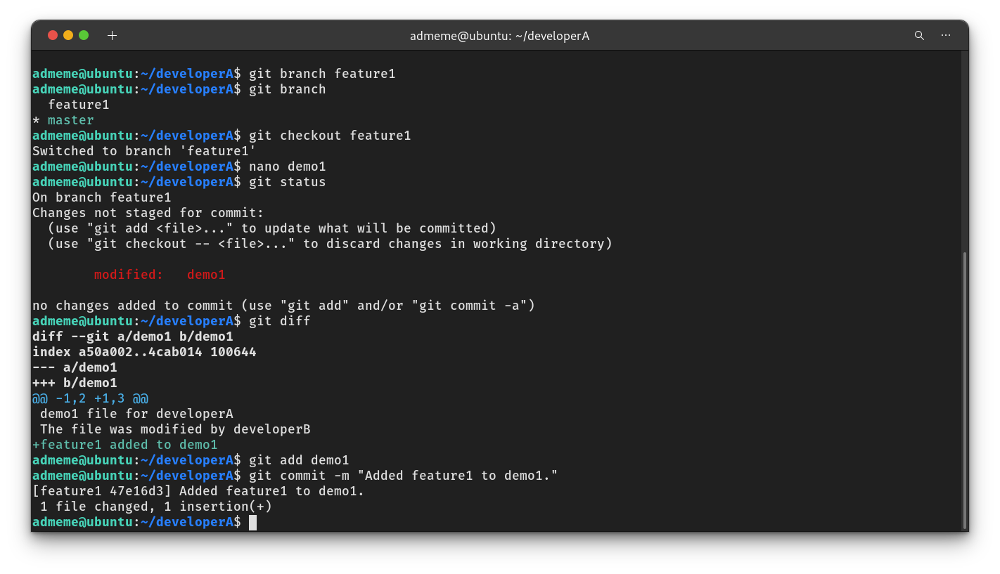 admeme@ubuntu: ~/developerA
admeme@ubuntu:~/developerA$ git branch feature1
admeme@ubuntu:~/developerA$ git branch
  feature1
* master
admeme@ubuntu:~/developerA$ git checkout feature1
Switched to branch 'feature1'
admeme@ubuntu:~/developerA$ nano demo1
admeme@ubuntu:~/developerA$ git status
On branch feature1
Changes not staged for commit:
  (use "git add <file>..." to update what will be committed)
  (use "git checkout -- <file>..." to discard changes in working directory)
        modified:   demo1
no changes added to commit (use "git add" and/or "git commit -a")
admeme@ubuntu:~/developerA$ git diff
diff --git a/demo1 b/demo1
index a50a002..4cab014 100644
--- a/demo1
+++ b/demo1
@@ -1,2 +1,3 @@
 demo1 file for developerA
 The file was modified by developerB
+feature1 added to demo1
admeme@ubuntu:~/developerA$ git add demo1
admeme@ubuntu:~/developerA$ git commit -m "Added feature1 to demo1."
[feature1 47e16d3] Added feature1 to demo1.
 1 file changed, 1 insertion(+)
admeme@ubuntu:~/developerA$